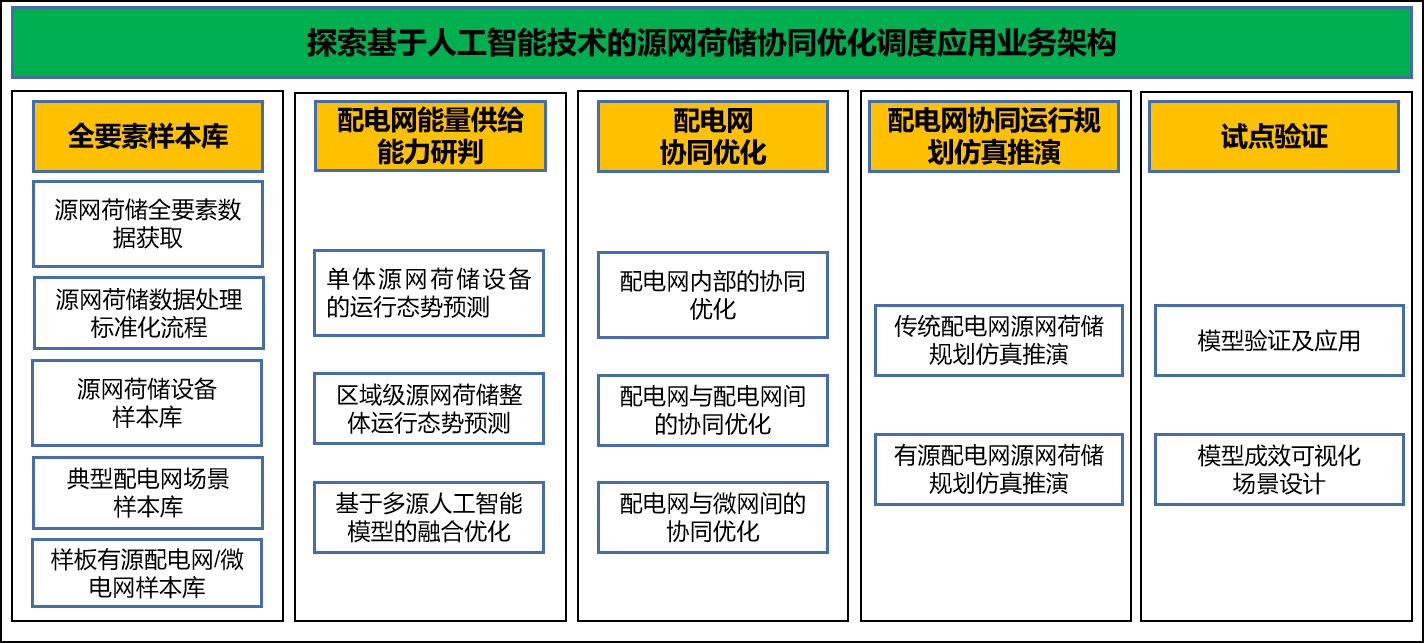 探索基于人工智能技术的源网荷储协同优化调度应用业务架构
全要素样本库
源网荷储全要素数
据获取
源网荷储数据处理
标准化流程
源网荷储设备
样本库
典型配电网场景
样本库
样板有源配电网/微
电网样本库
配电网能量供给
能力研判
单体源网荷储设备
的运行态势预测
区域级源网荷储整
体运行态势预测
基于多源人工智能
模型的融合优化
配电网
协同优化
配电网内部的协同
优化
配电网与配电网间
的协同优化
配电网与微网间的
协同优化
配电网协同运行规
划仿真推演
传统配电网源网荷储
规划仿真推演
有源配电网源网荷储
规划仿真推演
试点验证
模型验证及应用
模型成效可视化
场景设计